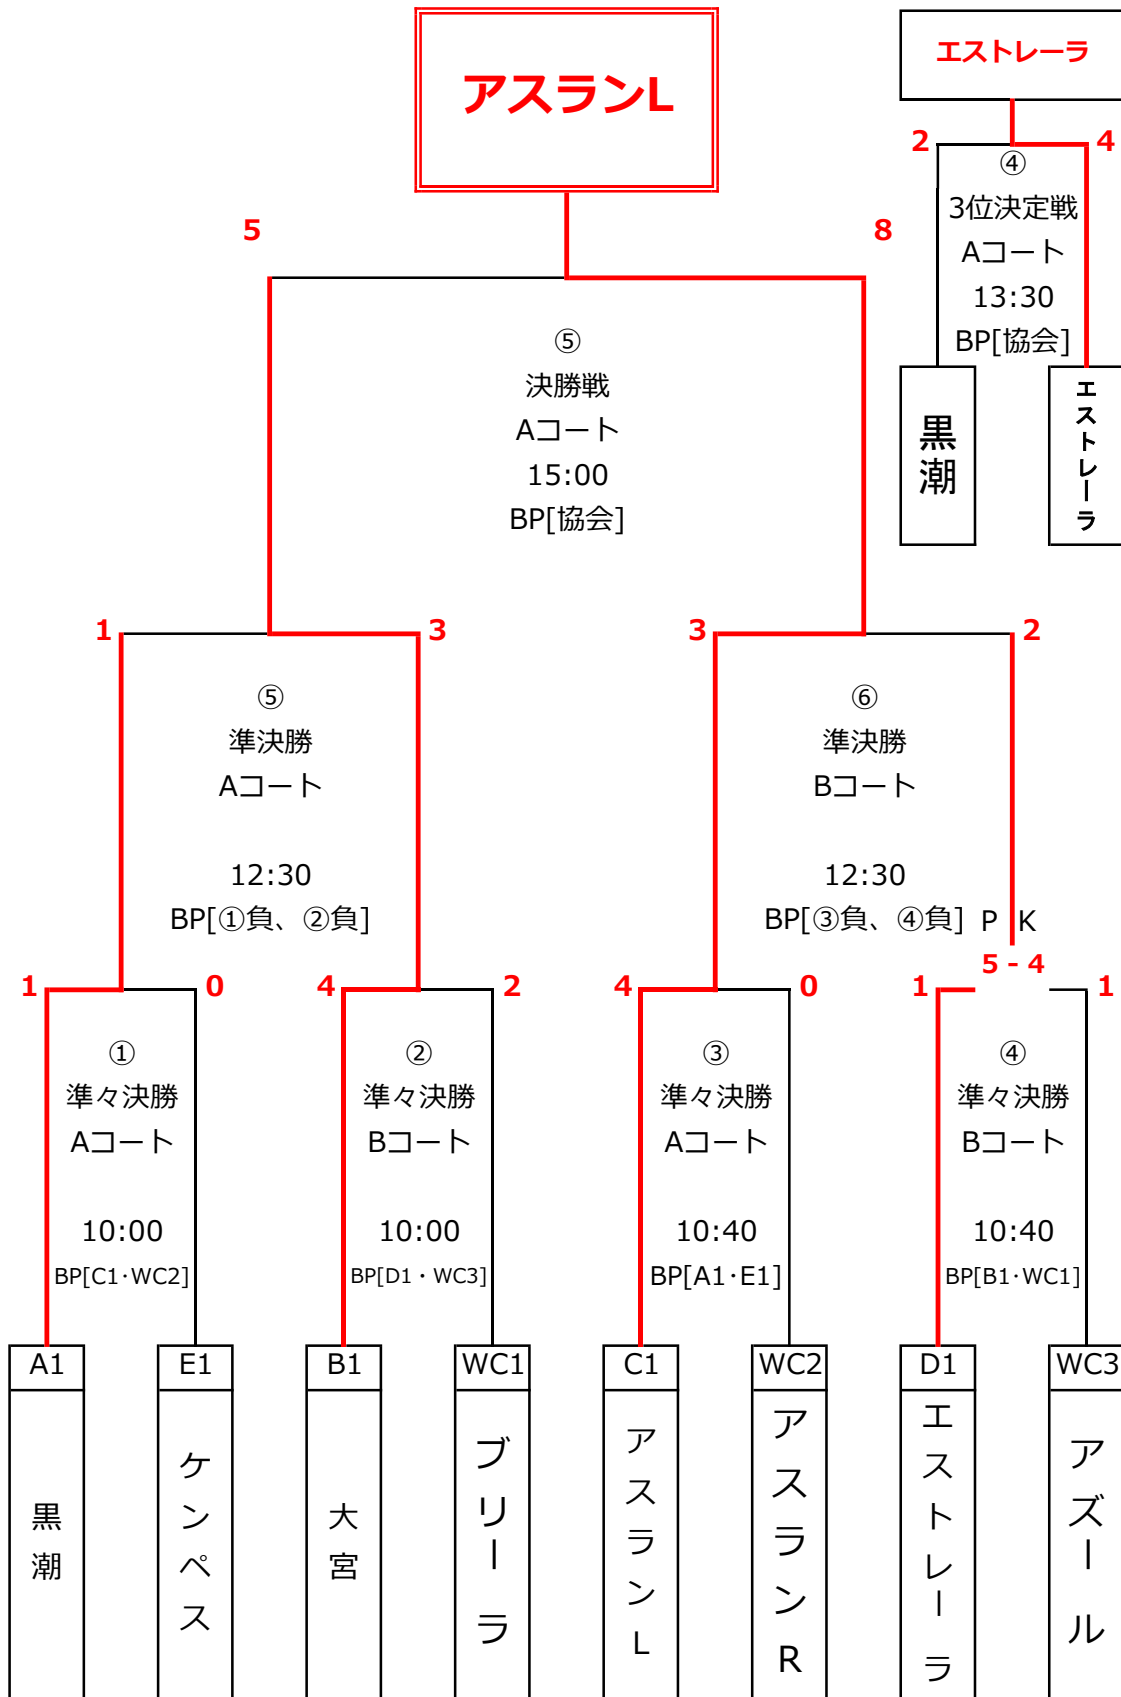 アスランL
エストレーラ
2
4
④
3位決定戦
Aコート
13:30
BP[協会]
黒潮
エストレーラ
5
8
⑤
決勝戦
Aコート
15:00
BP[協会]
1
3
⑤
準決勝
Aコート
12:30
BP[①負、②負]
3
2
⑥
準決勝
Bコート
12:30
BP[③負、④負]
P K
5 - 4
1
0
①
準々決勝
Aコート
10:00
BP[C1・WC2]
4
2
②
準々決勝
Bコート
10:00
BP[D1・WC3]
4
0
③
準々決勝
Aコート
10:40
BP[A1・E1]
1
1
④
準々決勝
Bコート
10:40
BP[B1・WC1]
A1
E1
B1
WC1
C1
WC2
D1
WC3
黒潮
ケンペス
大宮
ブリーラ
アスランL
アスランR
エストレーラ
アズール